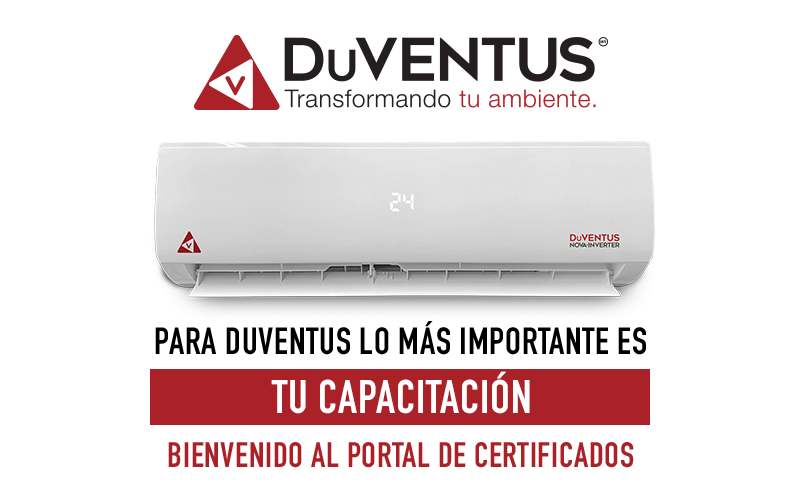 V
DuVENTUS
Transformando tu ambiente.
24
V
DuVENTUS
NOVA-INVERTER
PARA DUVENTUS LO MÁS IMPORTANTE ES
TU CAPACITACIÓN
BIENVENIDO AL PORTAL DE CERTIFICADOS